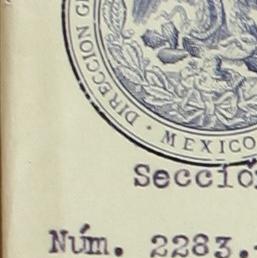 DIRECCION G
MEXICO
Secció
Núm. 2283.-